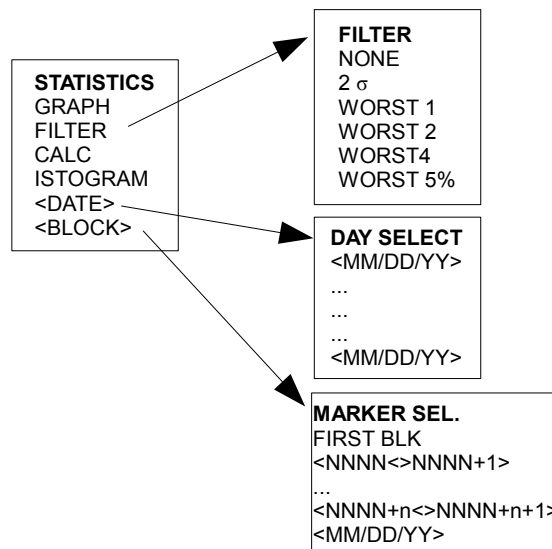 STATISTICS
GRAPH
FILTER
CALC
ISTOGRAM
<DATE>
<BLOCK>
FILTER
NONE
2 σ
WORST 1
WORST 2
WORST4
WORST 5%
DAY SELECT
<MM/DD/YY>
...
...
...
<MM/DD/YY>
MARKER SEL.
FIRST BLK
<NNNN<>NNNN+1>
...
<NNNN+n<>NNNN+n+1>
<MM/DD/YY>